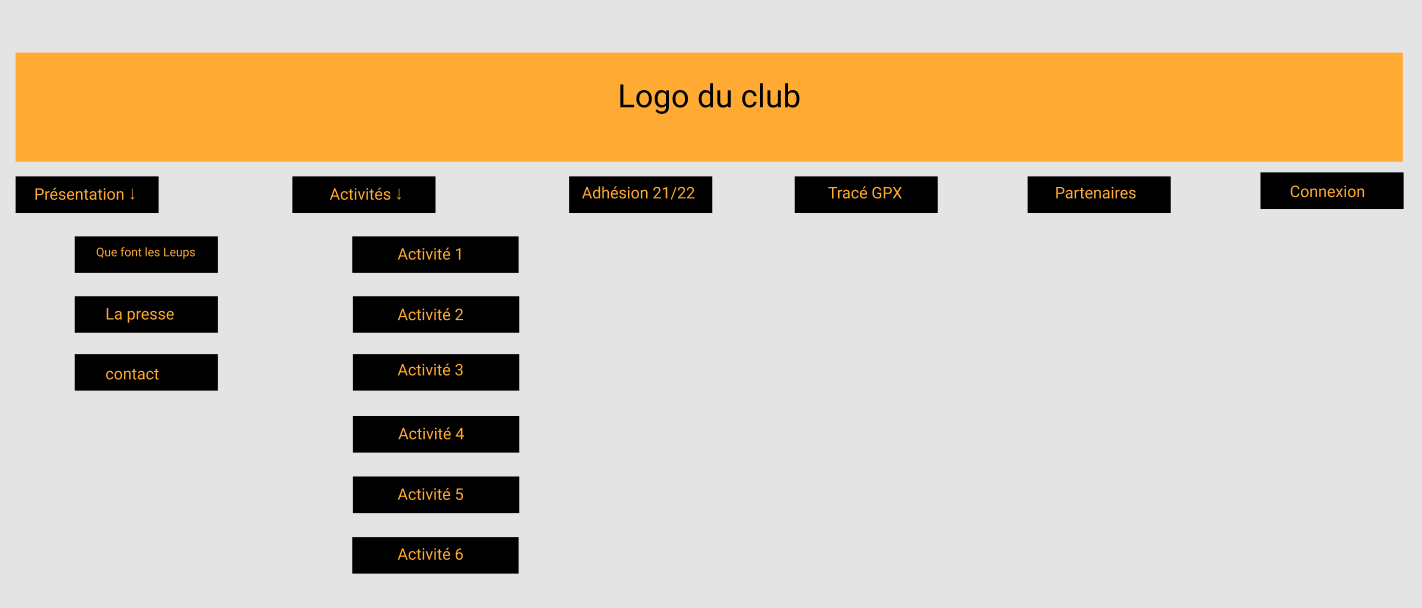 Logo du club
Présentation ↓
Activités ↓
Adhésion 21/22
Tracé GPX
Partenaires
Connexion
Que font les Leups
Activité 1
La presse
Activité 2
contact
Activité 3
Activité 4
Activité 5
Activité 6